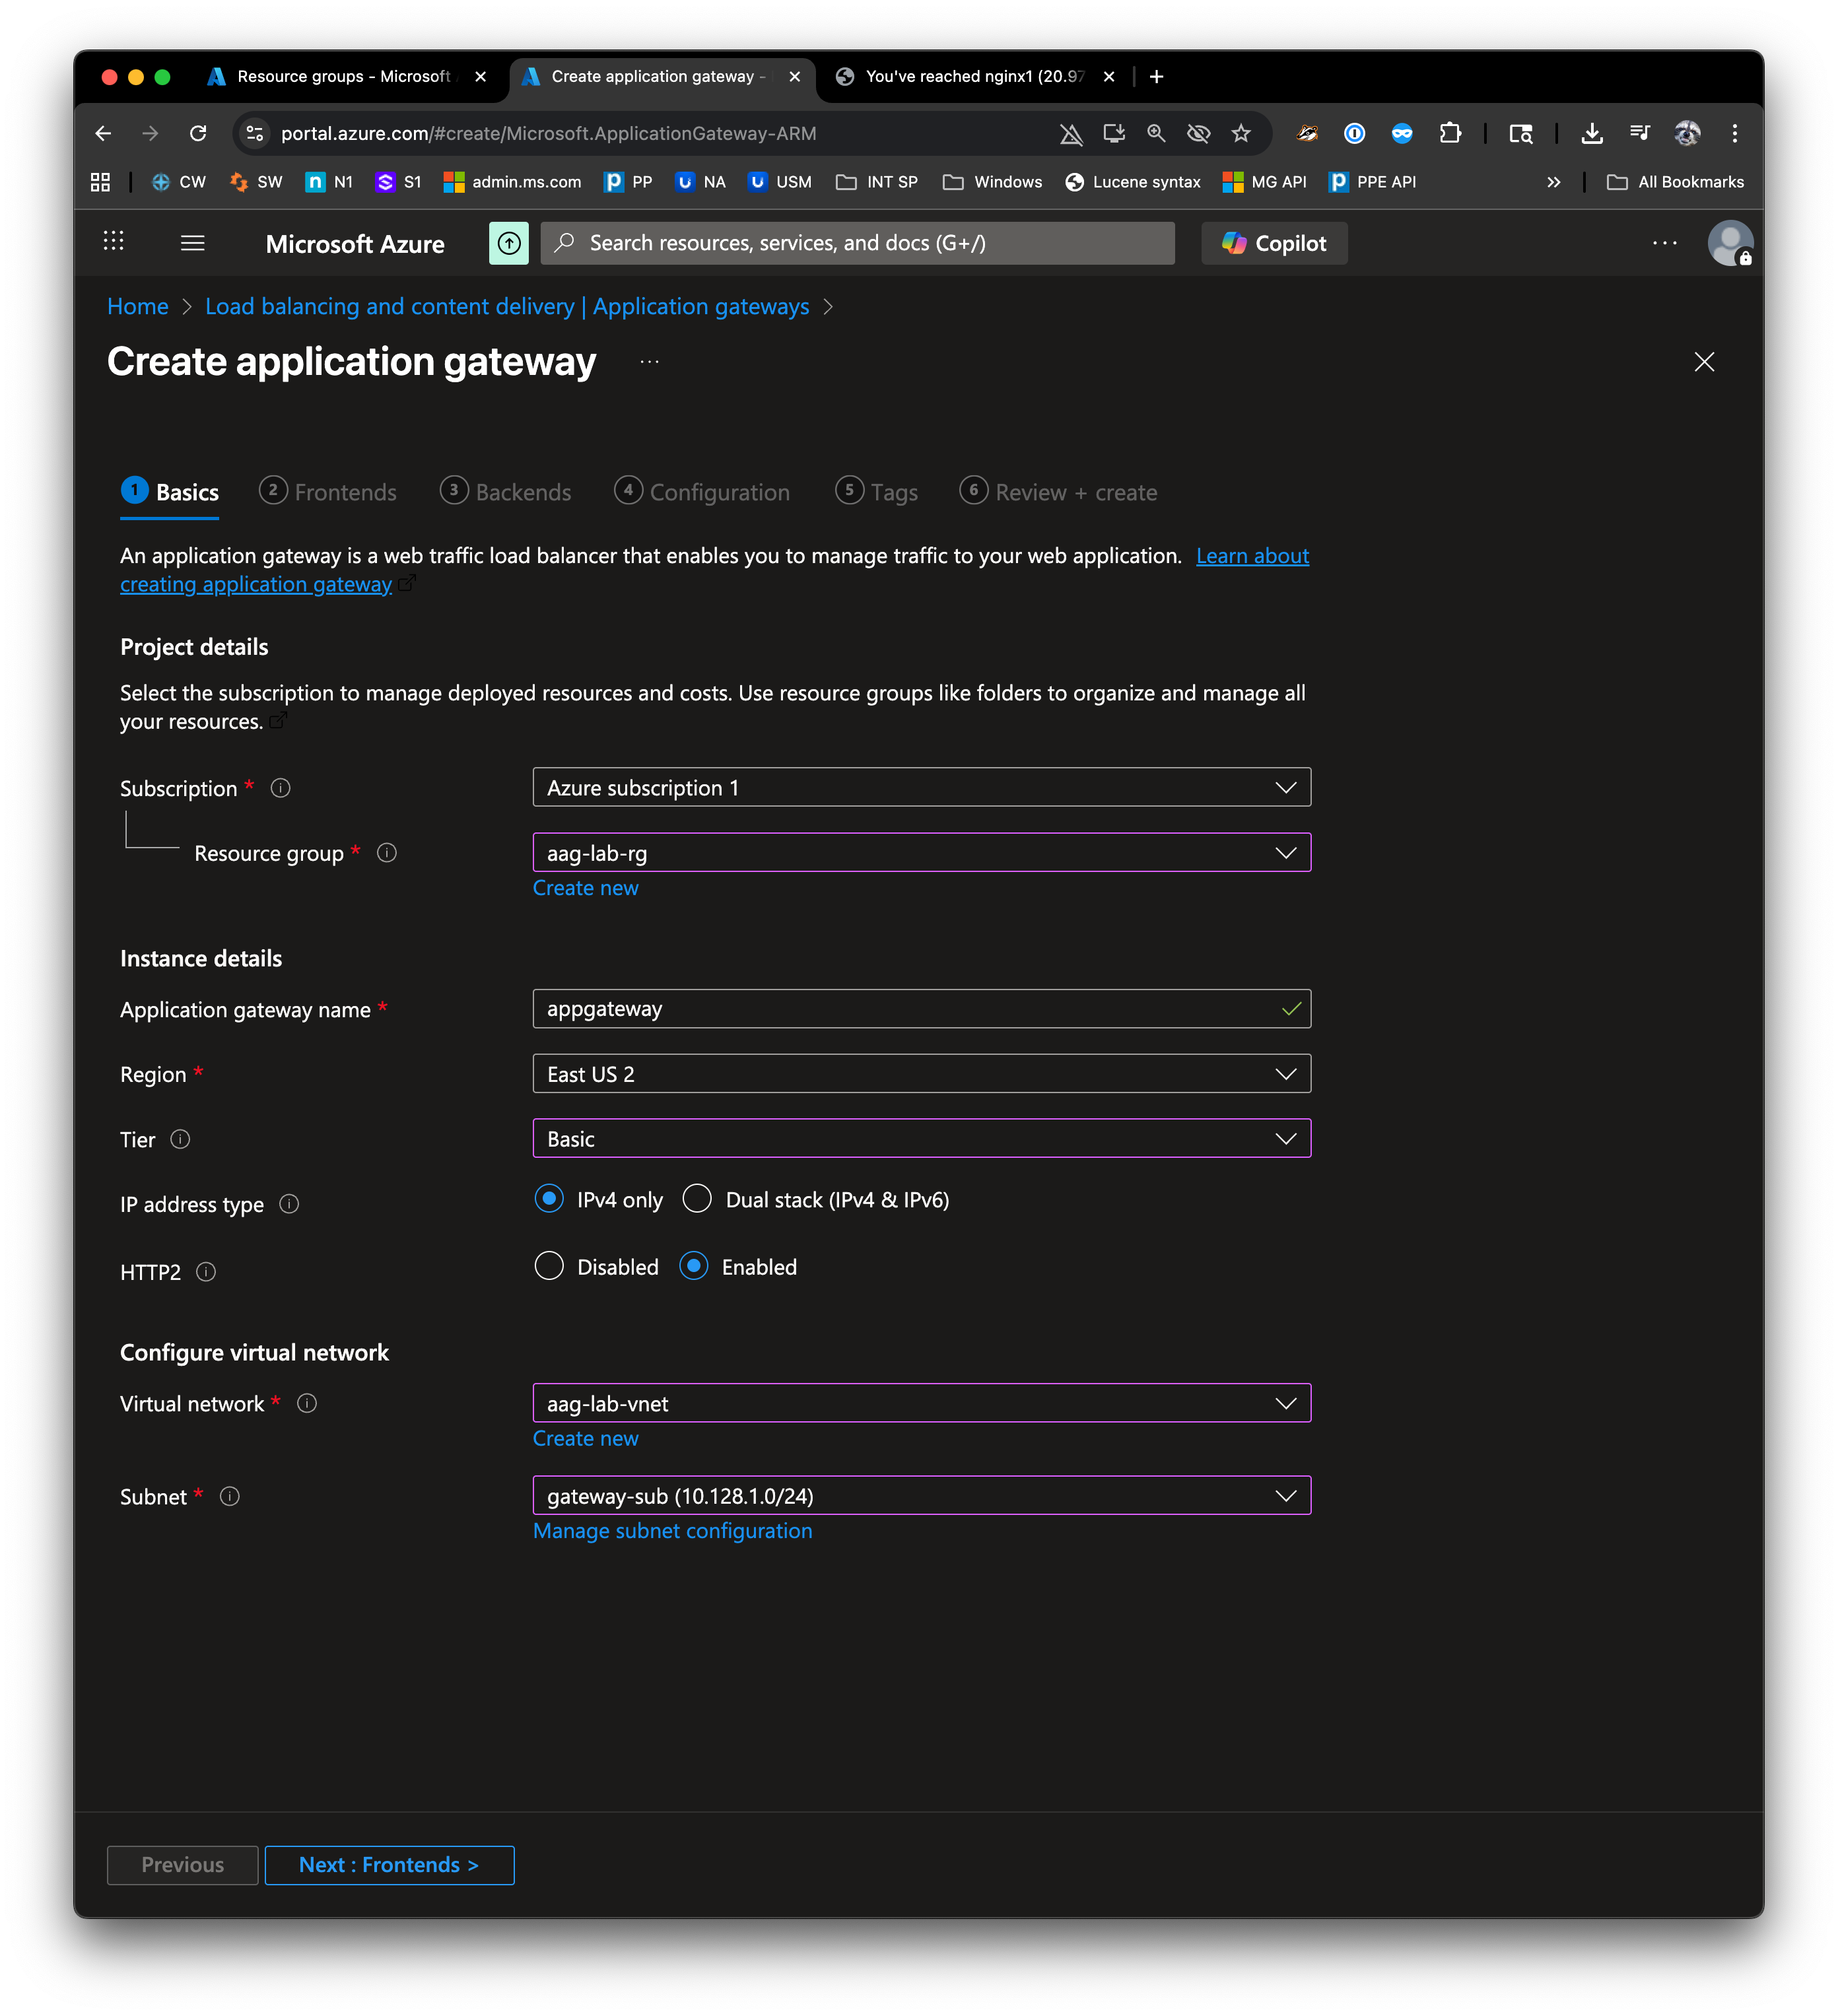 Resource groups - Microsoft
Create application gateway -
You've reached nginx1 (20.97
portal.azure.com/#create/Microsoft.ApplicationGateway-ARM
CW
SW
N1
S1
admin.ms.com
PP
NA
USM
INT SP
Windows
Lucene syntax
MG API
PPE API
All Bookmarks
Microsoft Azure
Search resources, services, and docs (G+/)
Copilot
Home > Load balancing and content delivery | Application gateways >
Create application gateway ...
1 Basics
2 Frontends
3 Backends
4 Configuration
5 Tags
6 Review + create
An application gateway is a web traffic load balancer that enables you to manage traffic to your web application. Learn about
creating application gateway
Project details
Select the subscription to manage deployed resources and costs. Use resource groups like folders to organize and manage all
your resources.
Subscription *
Azure subscription 1
Resource group *
aag-lab-rg
Create new
Instance details
Application gateway name *
appgateway
Region *
East US 2
Tier
Basic
IP address type
IPv4 only
Dual stack (IPv4 & IPv6)
HTTP2
Disabled
Enabled
Configure virtual network
Virtual network *
aag-lab-vnet
Create new
Subnet *
gateway-sub (10.128.1.0/24)
Manage subnet configuration
Previous
Next : Frontends >